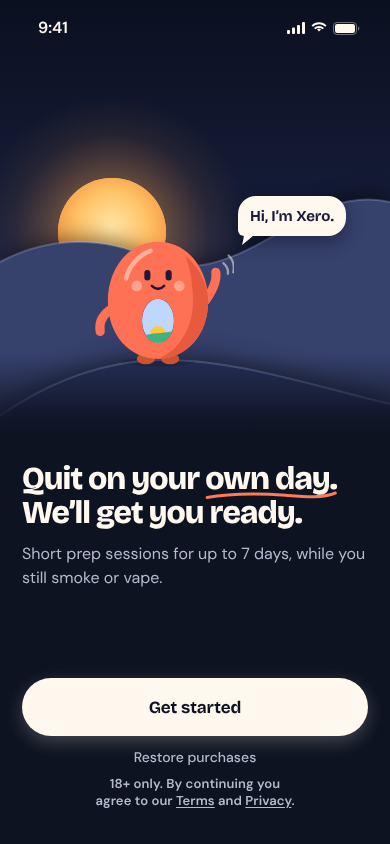 9:41
Hi, I’m Xero.
Quit on your own day.
We’ll get you ready.
Short prep sessions for up to 7 days, while you
still smoke or vape.
Get started
Restore purchases
18+ only. By continuing you
agree to our Terms and Privacy.